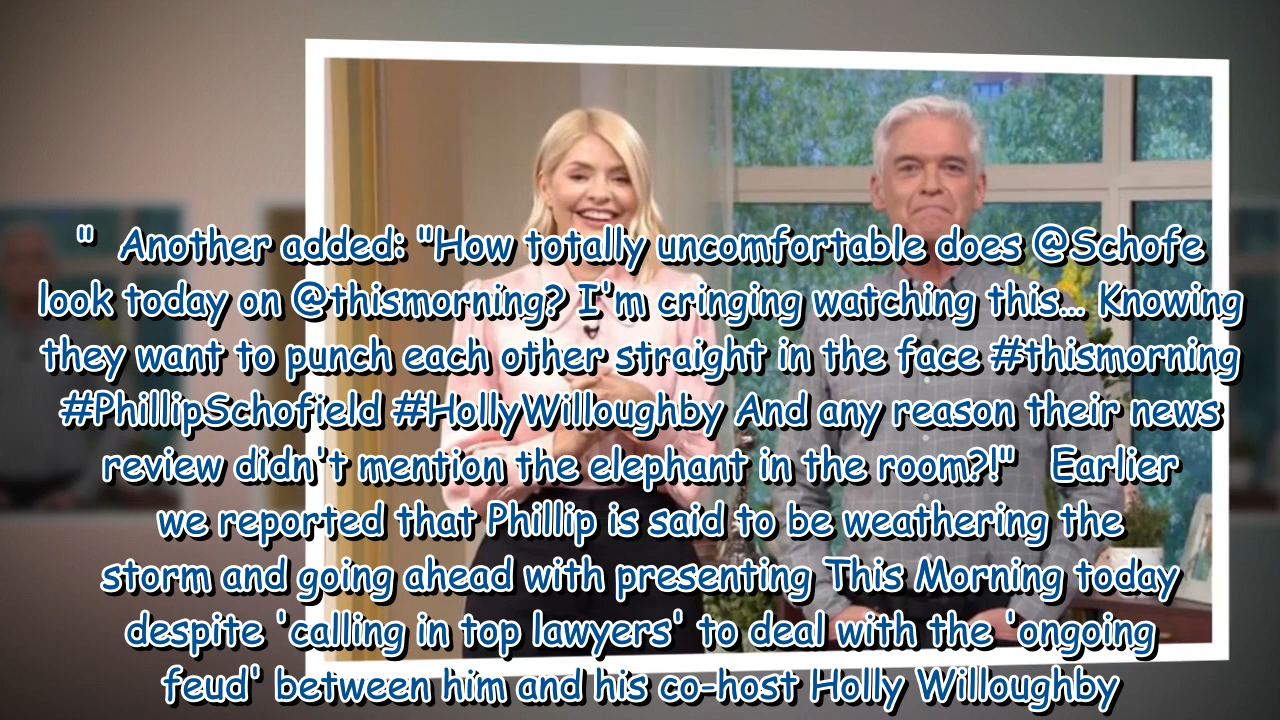 "  Another added: "How totally uncomfortable does @Schofe
look today on @thismorning? I'm cringing watching this... Knowing
they want to punch each other straight in the face #thismorning
#PhillipSchofield #HollyWilloughby And any reason their news
review didn't mention the elephant in the room?!"   Earlier
we reported that Phillip is said to be weathering the
storm and going ahead with presenting This Morning today
despite 'calling in top lawyers' to deal with the 'ongoing
feud' between him and his co-host Holly Willoughby